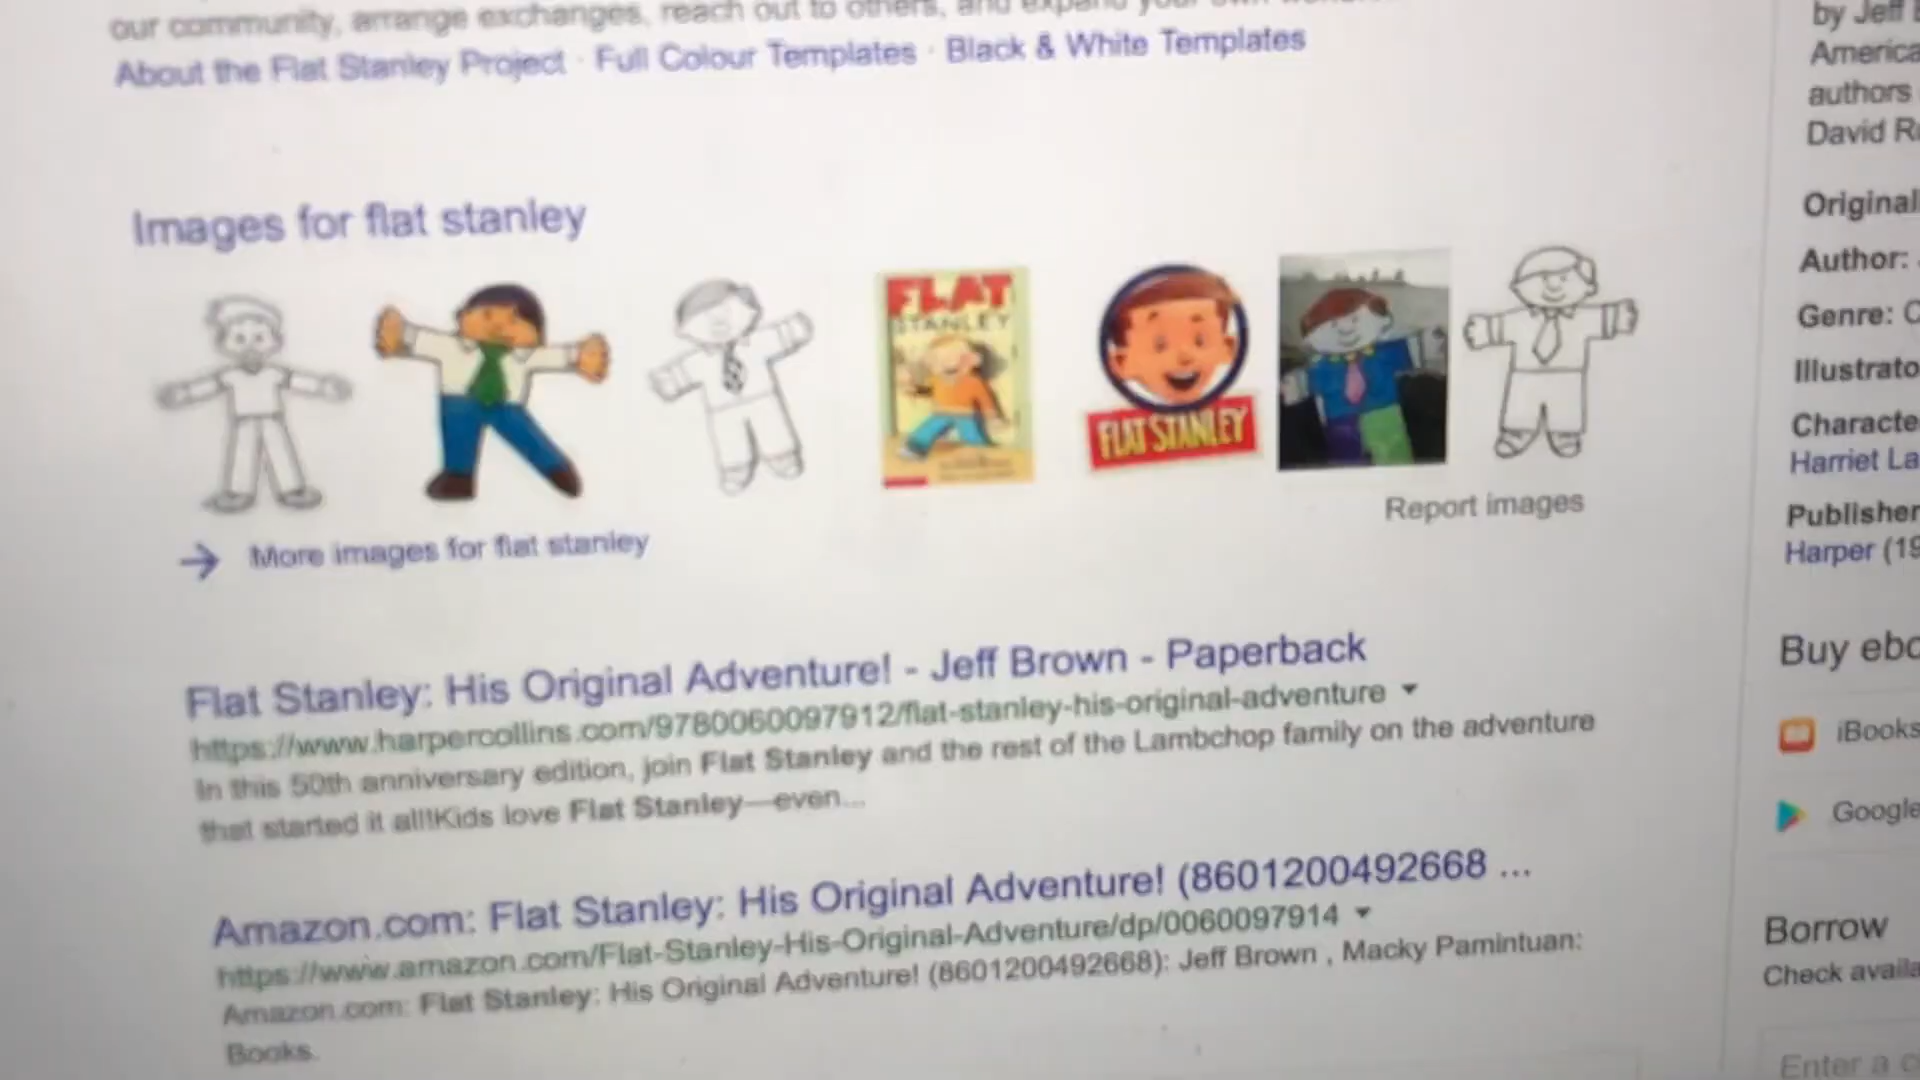 our community, arrange exchanges, reach out to others, and expand your own
About the Flat Stanley Project · Full Colour Templates · Black & White Templates
Images for flat stanley
FLAT
STANLEY
FLAT STANLEY
Report images
→ More images for flat stanley
Flat Stanley: His Original Adventure! - Jeff Brown - Paperback
https://www.harpercollins.com/9780060097912/flat-stanley-his-original-adventure
In this 50th anniversary edition, join Flat Stanley and the rest of the Lambchop family on the adventure
that started it all!Kids love Flat Stanley—even...
Amazon.com: Flat Stanley: His Original Adventure! (8601200492668 ...
https://www.amazon.com/Flat-Stanley-His-Original-Adventure/dp/0060097914
Amazon.com: Flat Stanley: His Original Adventure! (8601200492668): Jeff Brown , Macky Pamintuan:
Books.
by Jeff
America
authors
David R
Original
Author:
Genre: C
Illustrato
Characte
Harriet La
Publisher
Harper (19
Buy ebo
iBooks
Google
Borrow
Check availa
Enter a c